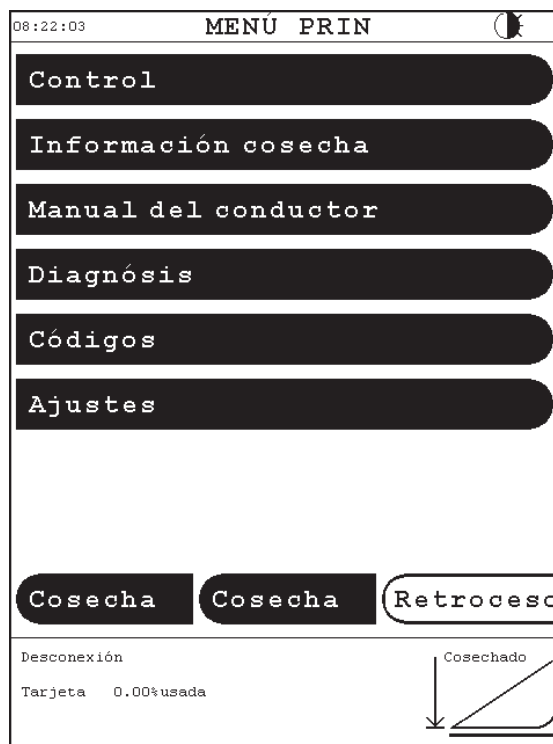 08:22:03 MENÚ PRIN
Control
Información cosecha
Manual del conductor
Diagnósis
Códigos
Ajustes
Cosecha Cosecha Retroceso
Desconexión Cosechado
Tarjeta 0.00%usada